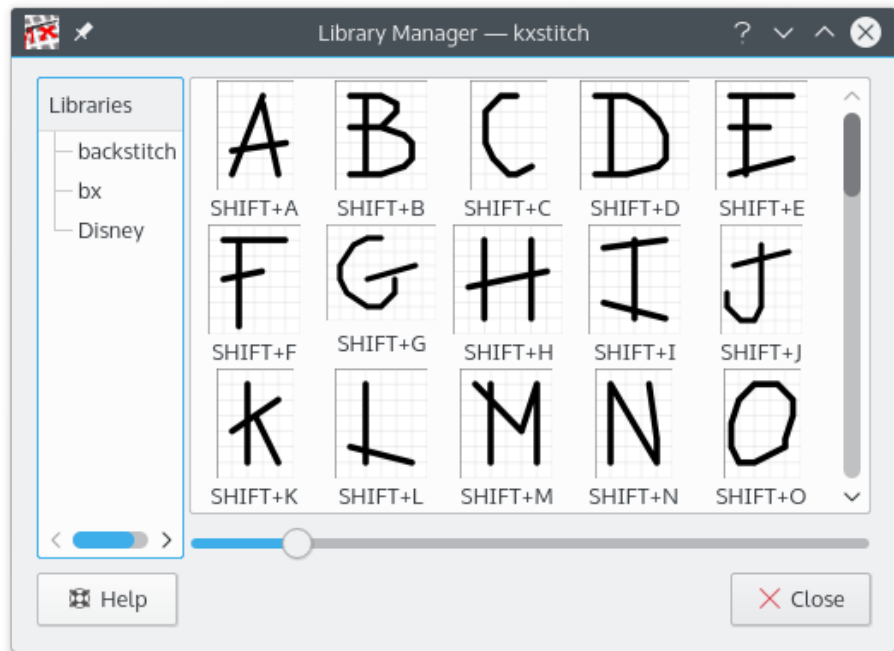 Library Manager — kxstitch ?
Libraries
backstitch
bx
Disney
A B C D E
SHIFT+A SHIFT+B SHIFT+C SHIFT+D SHIFT+E
F G H I J
SHIFT+F SHIFT+G SHIFT+H SHIFT+I SHIFT+J
K L M N O
SHIFT+K SHIFT+L SHIFT+M SHIFT+N SHIFT+O
Help
Close